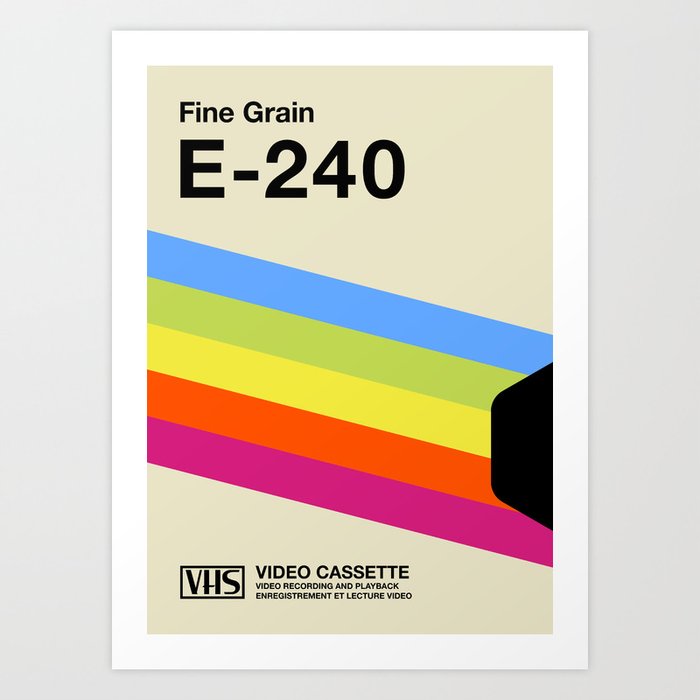 Fine Grain
E-240
VHS
VIDEO CASSETTE
VIDEO RECORDING AND PLAYBACK
ENREGISTREMENT ET LECTURE VIDEO